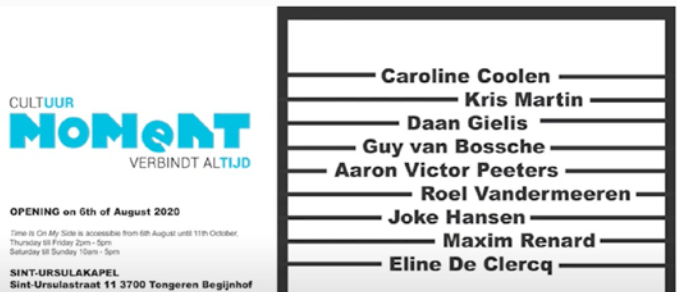 CULTUUR
MoMeNT
VERBINDT ALTIJD
OPENING on 6th of August 2020
Time Is On My Side is accessible from 6th August until 11th October,
Thursday till Friday 2pm - 5pm
Saturday till Sunday 10am - 5pm
SINT-URSULAKAPEL
Sint-Ursulastraat 11 3700 Tongeren Begijnhof
Caroline Coolen
Kris Martin
Daan Gielis
Guy van Bossche
Aaron Victor Peeters
Roel Vandermeeren
Joke Hansen
Maxim Renard
Eline De Clercq